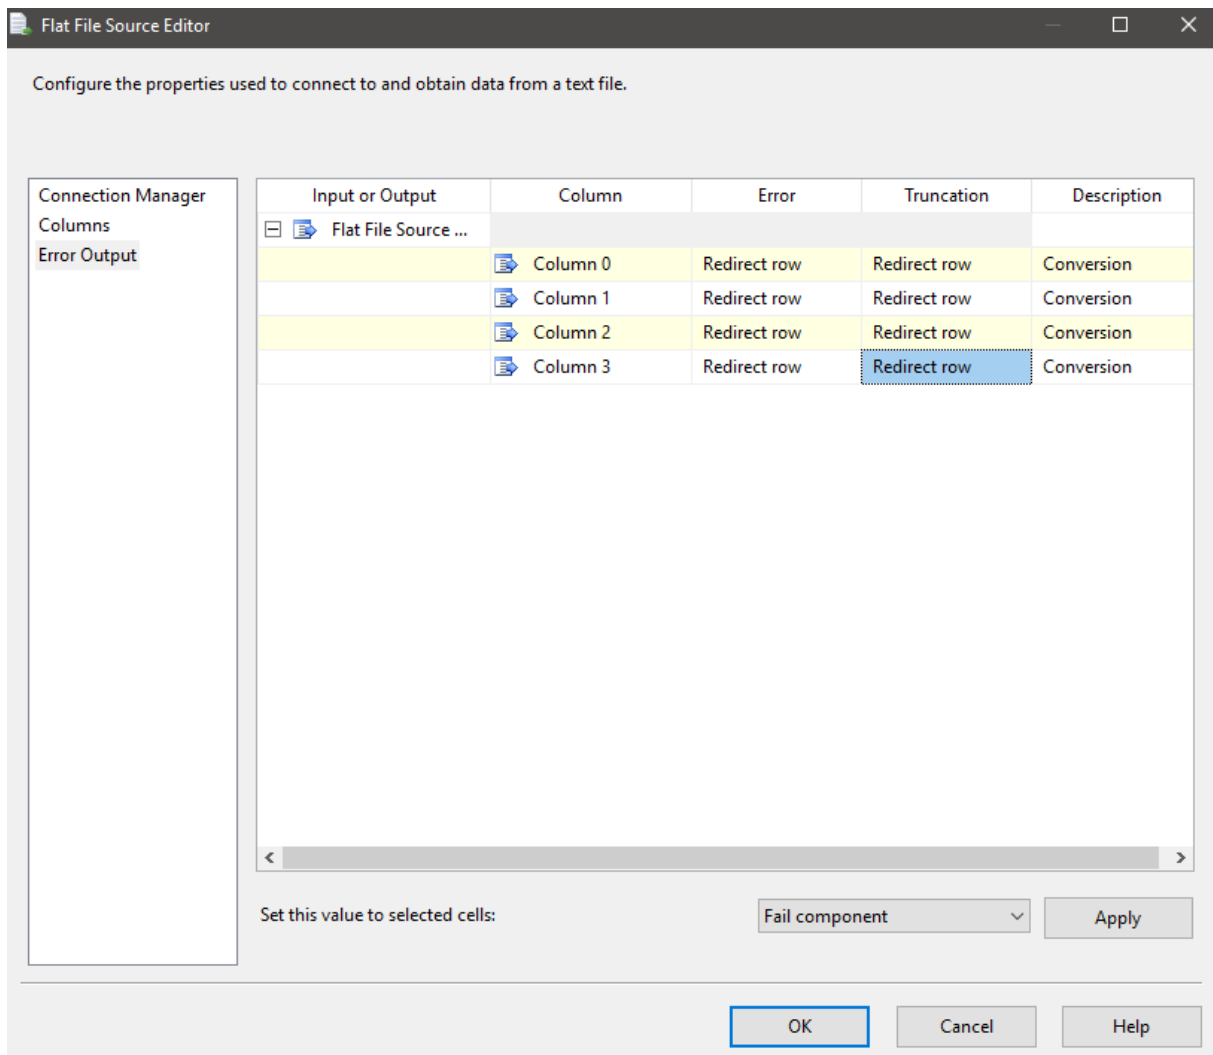 Flat File Source Editor
Configure the properties used to connect to and obtain data from a text file.
Connection Manager
Columns
Error Output
Input or Output Column Error Truncation Description
Flat File Source ...
Column 0 Redirect row Redirect row Conversion
Column 1 Redirect row Redirect row Conversion
Column 2 Redirect row Redirect row Conversion
Column 3 Redirect row Redirect row Conversion
Set this value to selected cells: Fail component Apply
OK Cancel Help